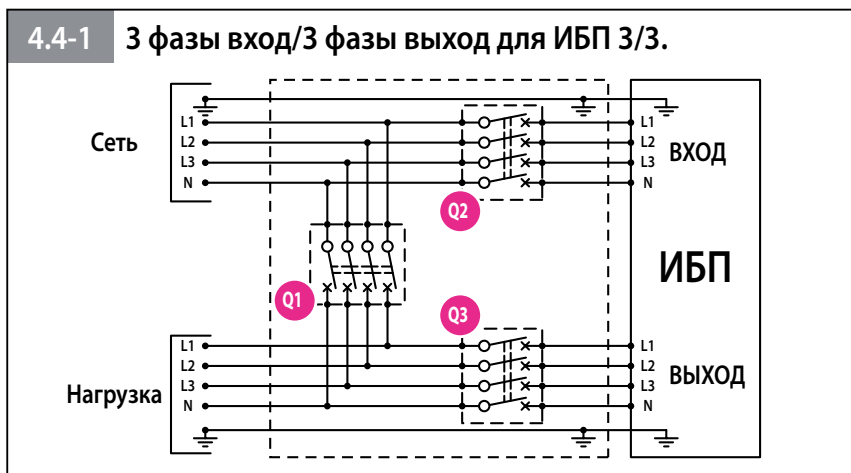 4.4-1 3 фазы вход/3 фазы выход для ИБП 3/3.
Сеть
L1
L2
L3
N
Q2
L1
L2
L3
N
ВХОД
ИБП
Q1
Q3
Нагрузка
L1
L2
L3
N
L1
L2
L3
N
ВЫХОД